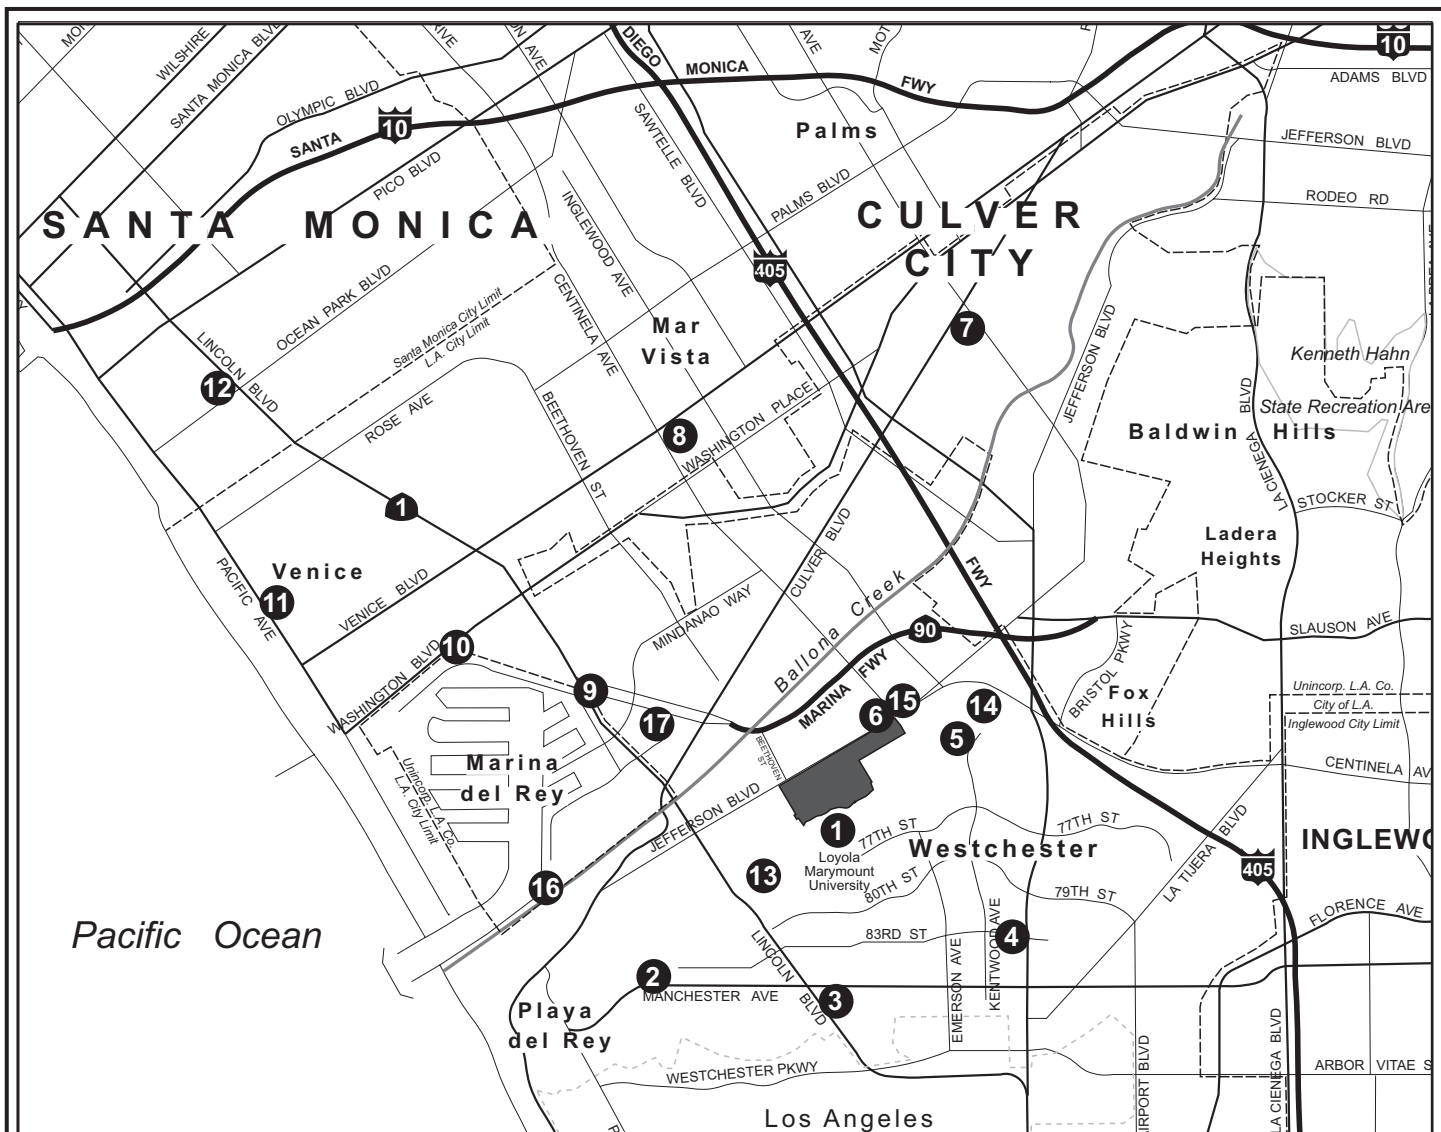 WILSHIRE
SANTA MONICA BLVD
OLYMPIC BLVD
SANTA
10
MONICA
FWY
DIEGO
AVE
10
ADAMS BLVD
JEFFERSON BLVD
RODEO RD
PICO BLVD
SAWTELLE BLVD
Palms
PALMS BLVD
SANTA MONICA
CULVER
CITY
INGLEWOOD AVE
405
OCEAN PARK BLVD
Santa Monica City Limit
L.A. City Limit
CENTINELA AVE
Mar
Vista
7
JEFFERSON BLVD
Kenneth Hahn
State Recreation Are
LINCOLN BLVD
12
ROSE AVE
BEETHOVEN ST
8
WASHINGTON PLACE
Baldwin Hills
LA CIENEGA BLVD
STOCKER ST
1
Ladera
Heights
PACIFIC AVE
Venice
11
VENICE BLVD
CULVER BLVD
FWY
MINDANAO WAY
Ballona Creek
90
SLAUSON AVE
WASHINGTON BLVD
10
9
17
MARINA FWY
BRISTOL PKWY
Fox
Hills
Unincorp. L.A. Co.
City of L.A.
Inglewood City Limit
6
15
14
5
BEETHOVEN
ST
Marina
del Rey
Unincorp. L.A. Co.
L.A. City Limit
CENTINELA AV
JEFFERSON BLVD
1
Loyola
Marymount
University
77TH ST
77TH ST
Westchester
LA TIJERA BLVD
INGLEWO
405
16
13
80TH ST
79TH ST
FLORENCE AVE
Pacific Ocean
LINCOLN BLVD
83RD ST
EMERSON AVE
KENTWOOD AVE
4
2
MANCHESTER AVE
3
Playa
del Rey
WESTCHESTER PKWY
AIRPORT BLVD
LA CIENEGA BLVD
ARBOR VITAE S
Los Angeles